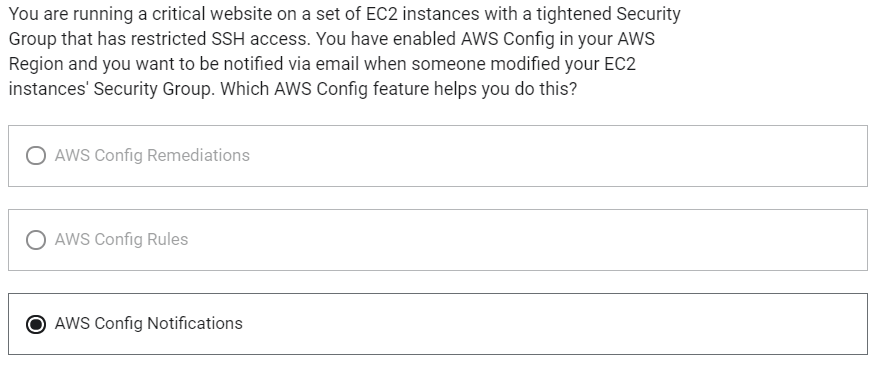 You are running a critical website on a set of EC2 instances with a tightened Security
Group that has restricted SSH access. You have enabled AWS Config in your AWS
Region and you want to be notified via email when someone modified your EC2
instances' Security Group. Which AWS Config feature helps you do this?
AWS Config Remediations
AWS Config Rules
AWS Config Notifications